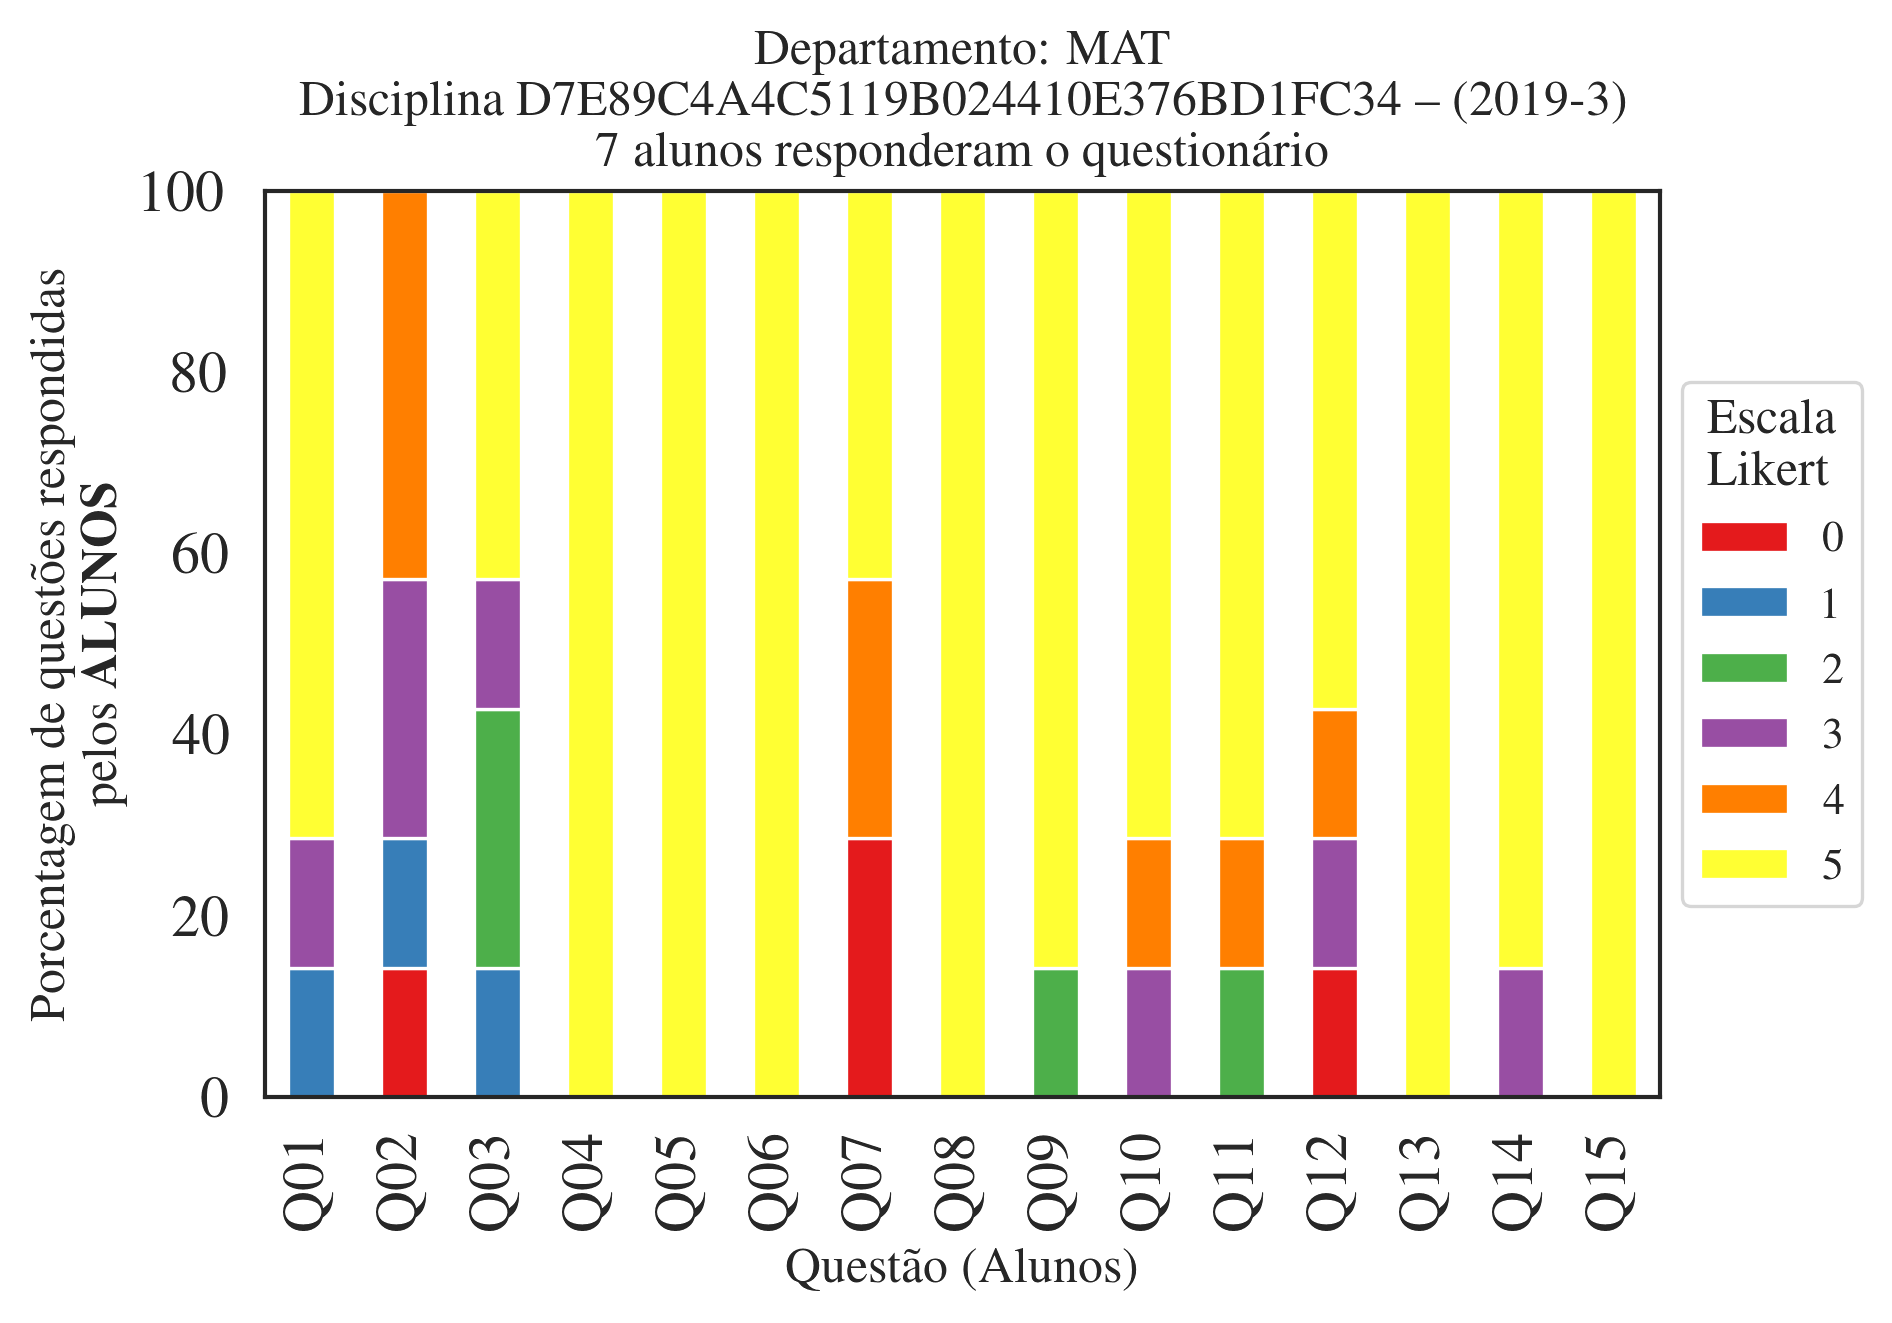 Departamento: MAT
Disciplina D7E89C4A4C5119B024410E376BD1FC34 – (2019-3)
7 alunos responderam o questionário
Porcentagem de questões respondidas
pelos ALUNOS
100
80
60
40
20
0
Q01
Q02
Q03
Q04
Q05
Q06
Q07
Q08
Q09
Q10
Q11
Q12
Q13
Q14
Q15
Questão (Alunos)
Escala
Likert
0
1
2
3
4
5